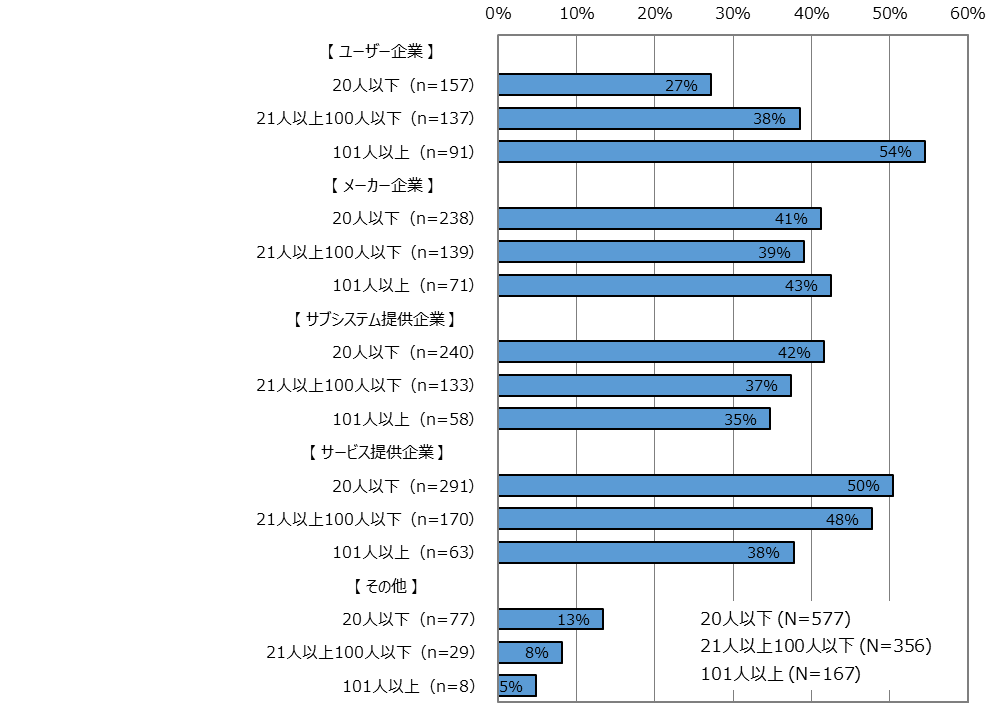 0% 10% 20% 30% 40% 50% 60%
【 ユーザー企業 】
20人以下（n=157） 27%
21人以上100人以下（n=137） 38%
101人以上（n=91） 54%
【 メーカー企業 】
20人以下（n=238） 41%
21人以上100人以下（n=139） 39%
101人以上（n=71） 43%
【 サブシステム提供企業 】
20人以下（n=240） 42%
21人以上100人以下（n=133） 37%
101人以上（n=58） 35%
【 サービス提供企業 】
20人以下（n=291） 50%
21人以上100人以下（n=170） 48%
101人以上（n=63） 38%
【 その他 】
20人以下（n=77） 13%
21人以上100人以下（n=29） 8%
101人以上（n=8） 5%
20人以下 (N=577)
21人以上100人以下 (N=356)
101人以上 (N=167)